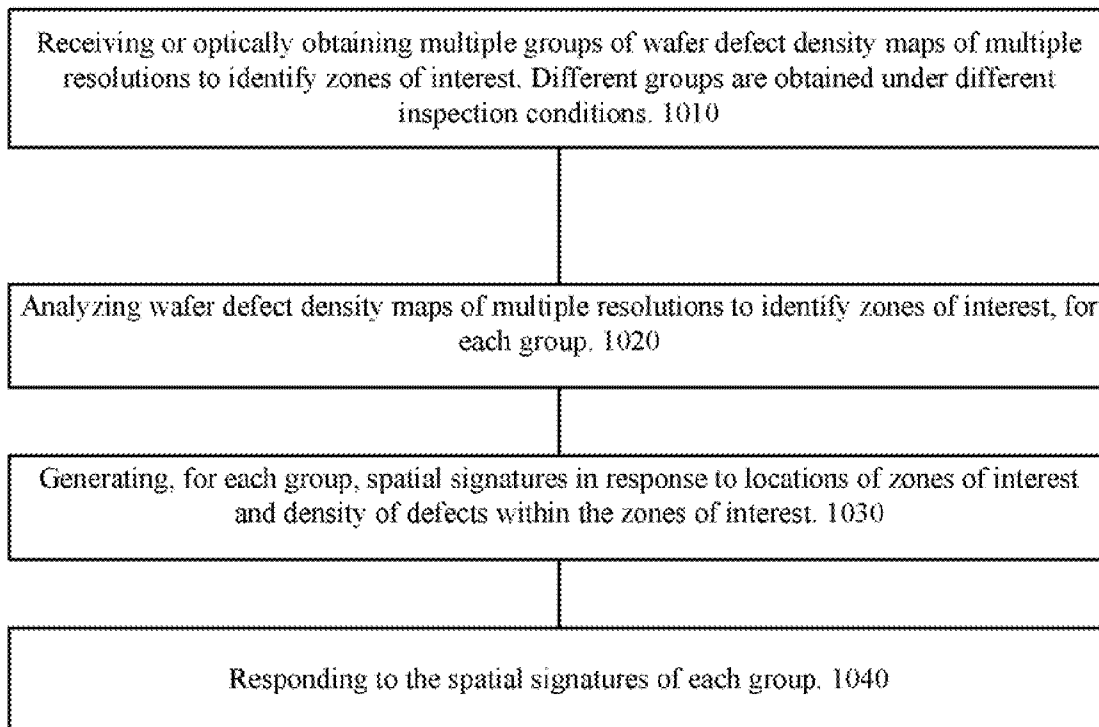 Receiving or optically obtaining multiple groups of wafer defect density maps of multiple
resolutions to identify zones of interest. Different groups are obtained under different
inspection conditions. 1010
Analyzing wafer defect density maps of multiple resolutions to identify zones of interest, for
each group. 1020
Generating, for each group, spatial signatures in response to locations of zones of interest
and density of defects within the zones of interest. 1030
Responding to the spatial signatures of each group. 1040